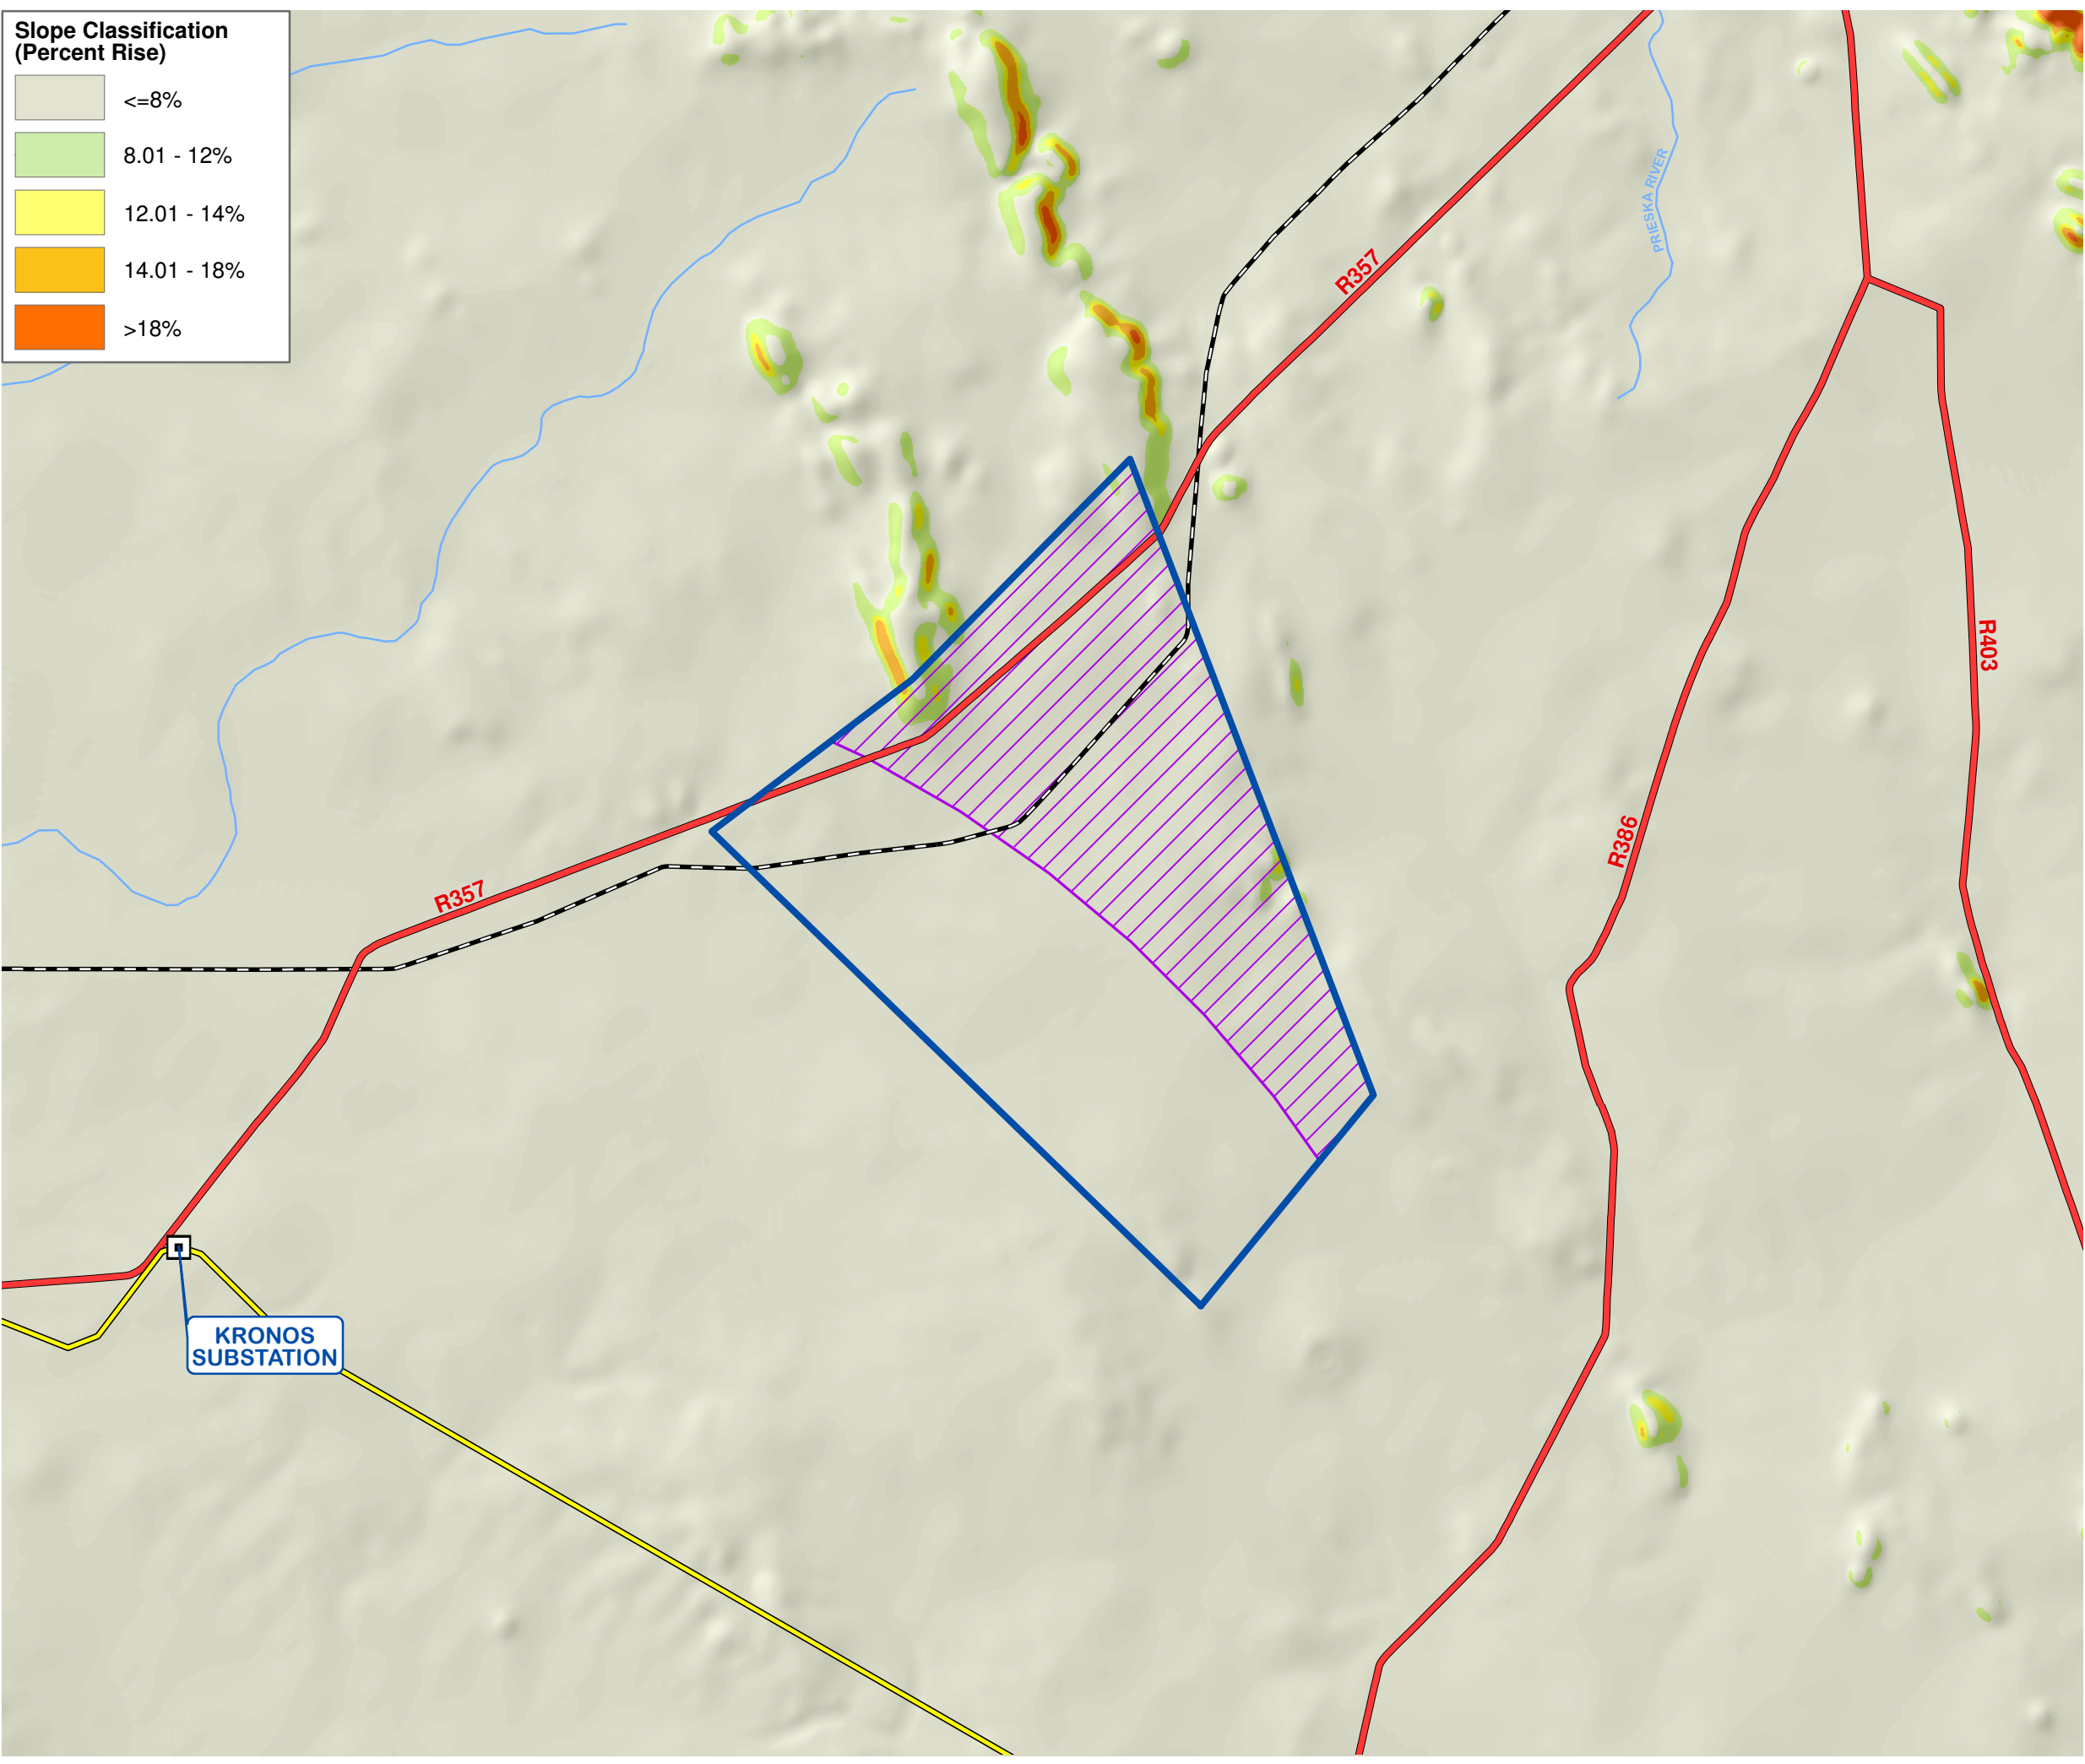 Slope Classification
(Percent Rise)
<=8%
8.01 - 12%
12.01 - 14%
14.01 - 18%
>18%
PRIESKA RIVER
R357
R403
R386
R357
KRONOS
SUBSTATION